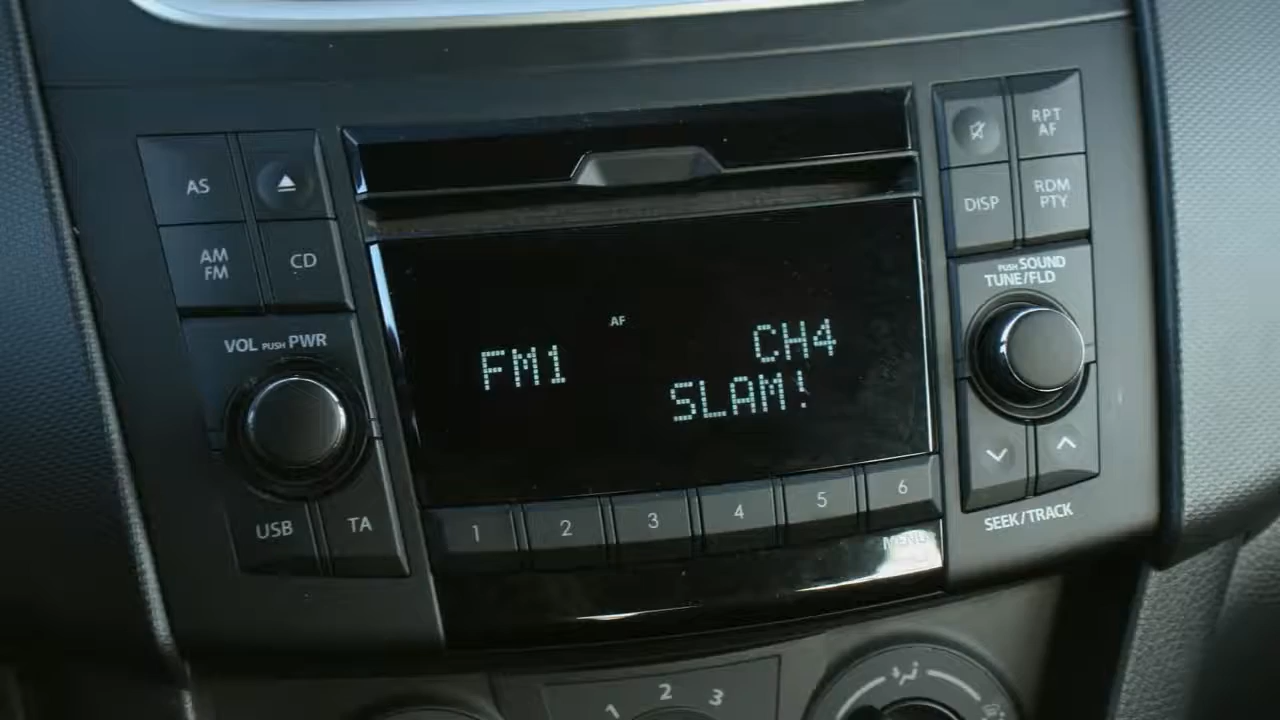 AS
AM
FM
CD
VOL PUSH PWR
USB
TA
AF
FM1
CH4
SLAM!
1 2 3 4 5 6
MENU
RPT
AF
DISP
RDM
PTY
PUSH SOUND
TUNE/FLD
SEEK/TRACK
1 2 3